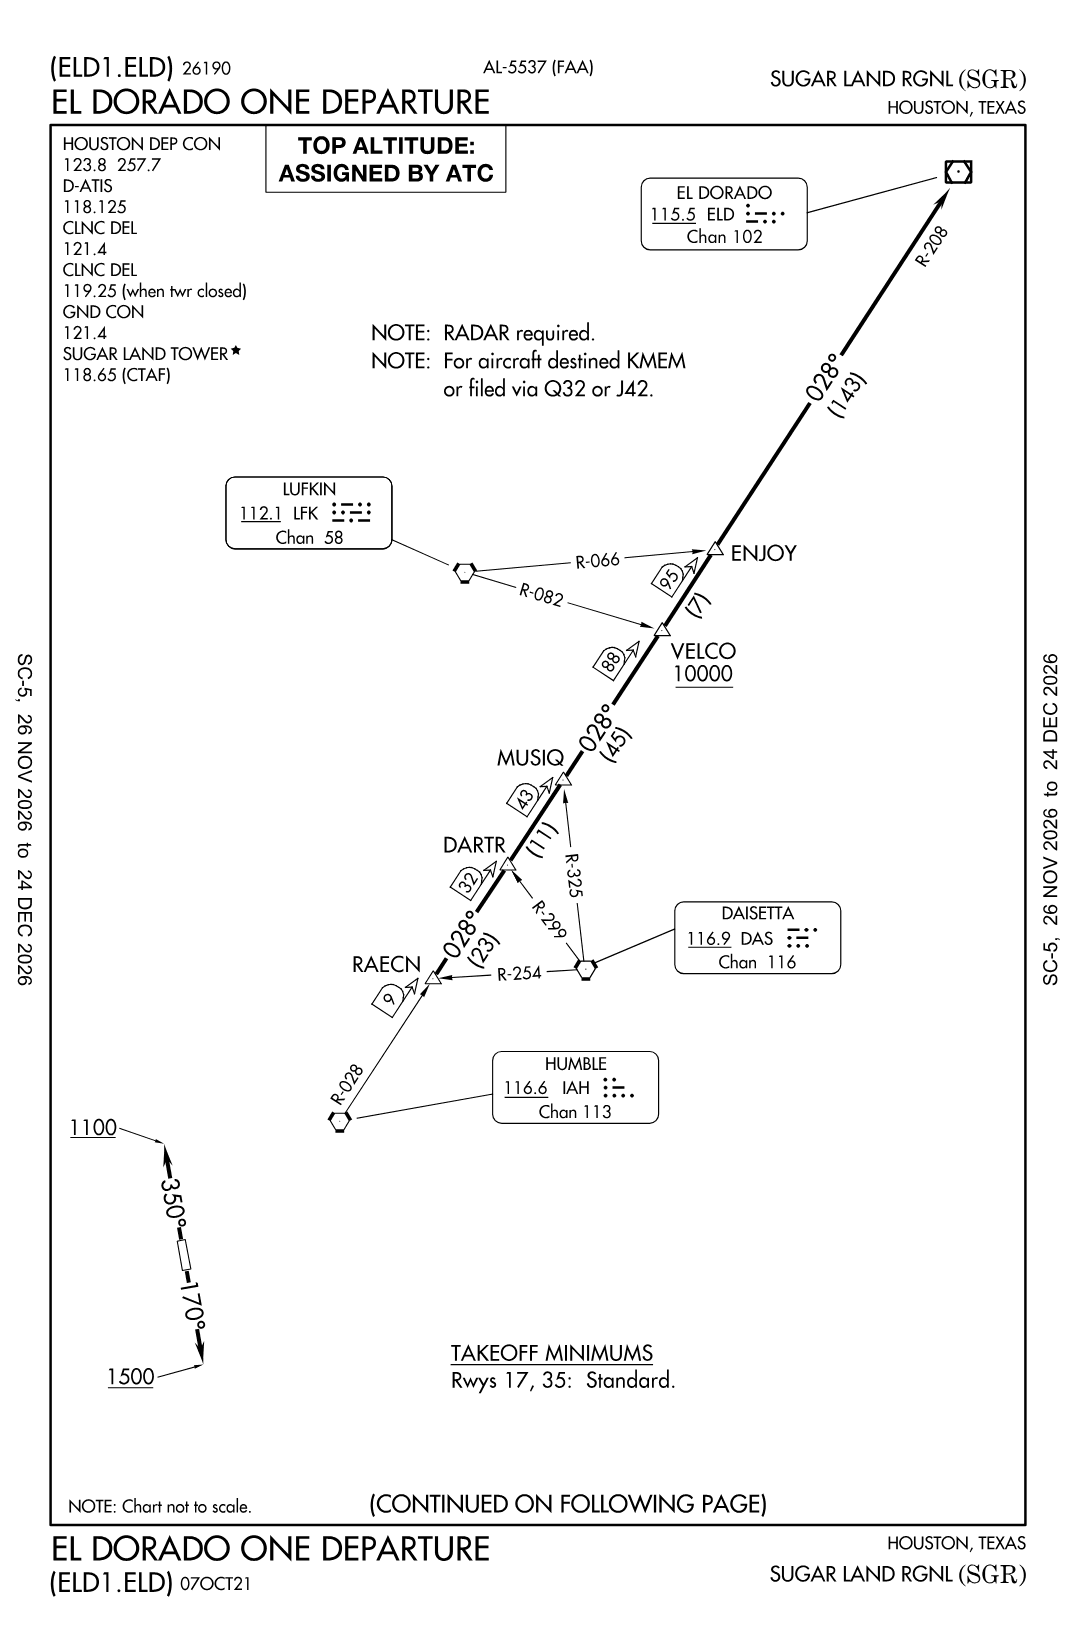 (ELD1.ELD) 26190
AL-5537 (FAA)
SUGAR LAND RGNL (SGR)
EL DORADO ONE DEPARTURE
HOUSTON, TEXAS
HOUSTON DEP CON
123.8 257.7
D-ATIS
118.125
CLNC DEL
121.4
CLNC DEL
119.25 (when twr closed)
GND CON
121.4
SUGAR LAND TOWER★
118.65 (CTAF)
TOP ALTITUDE:
ASSIGNED BY ATC
EL DORADO
115.5 ELD
Chan 102
R-208
NOTE: RADAR required.
NOTE: For aircraft destined KMEM
or filed via Q32 or J42.
028°
(143)
LUFKIN
112.1 LFK
Chan 58
R-066
R-082
ENJOY
95
(7)
VELCO
10000
88
028°
(45)
MUSIQ
43
(11)
DARTR
32
R-325
R-299
028°
(23)
DAISETTA
116.9 DAS
Chan 116
RAECN
R-254
9
R-028
HUMBLE
116.6 IAH
Chan 113
1100
350°
170°
1500
TAKEOFF MINIMUMS
Rwys 17, 35: Standard.
NOTE: Chart not to scale.
(CONTINUED ON FOLLOWING PAGE)
EL DORADO ONE DEPARTURE
HOUSTON, TEXAS
(ELD1.ELD) 07OCT21
SUGAR LAND RGNL (SGR)
SC-5, 26 NOV 2026 to 24 DEC 2026
SC-5, 26 NOV 2026 to 24 DEC 2026